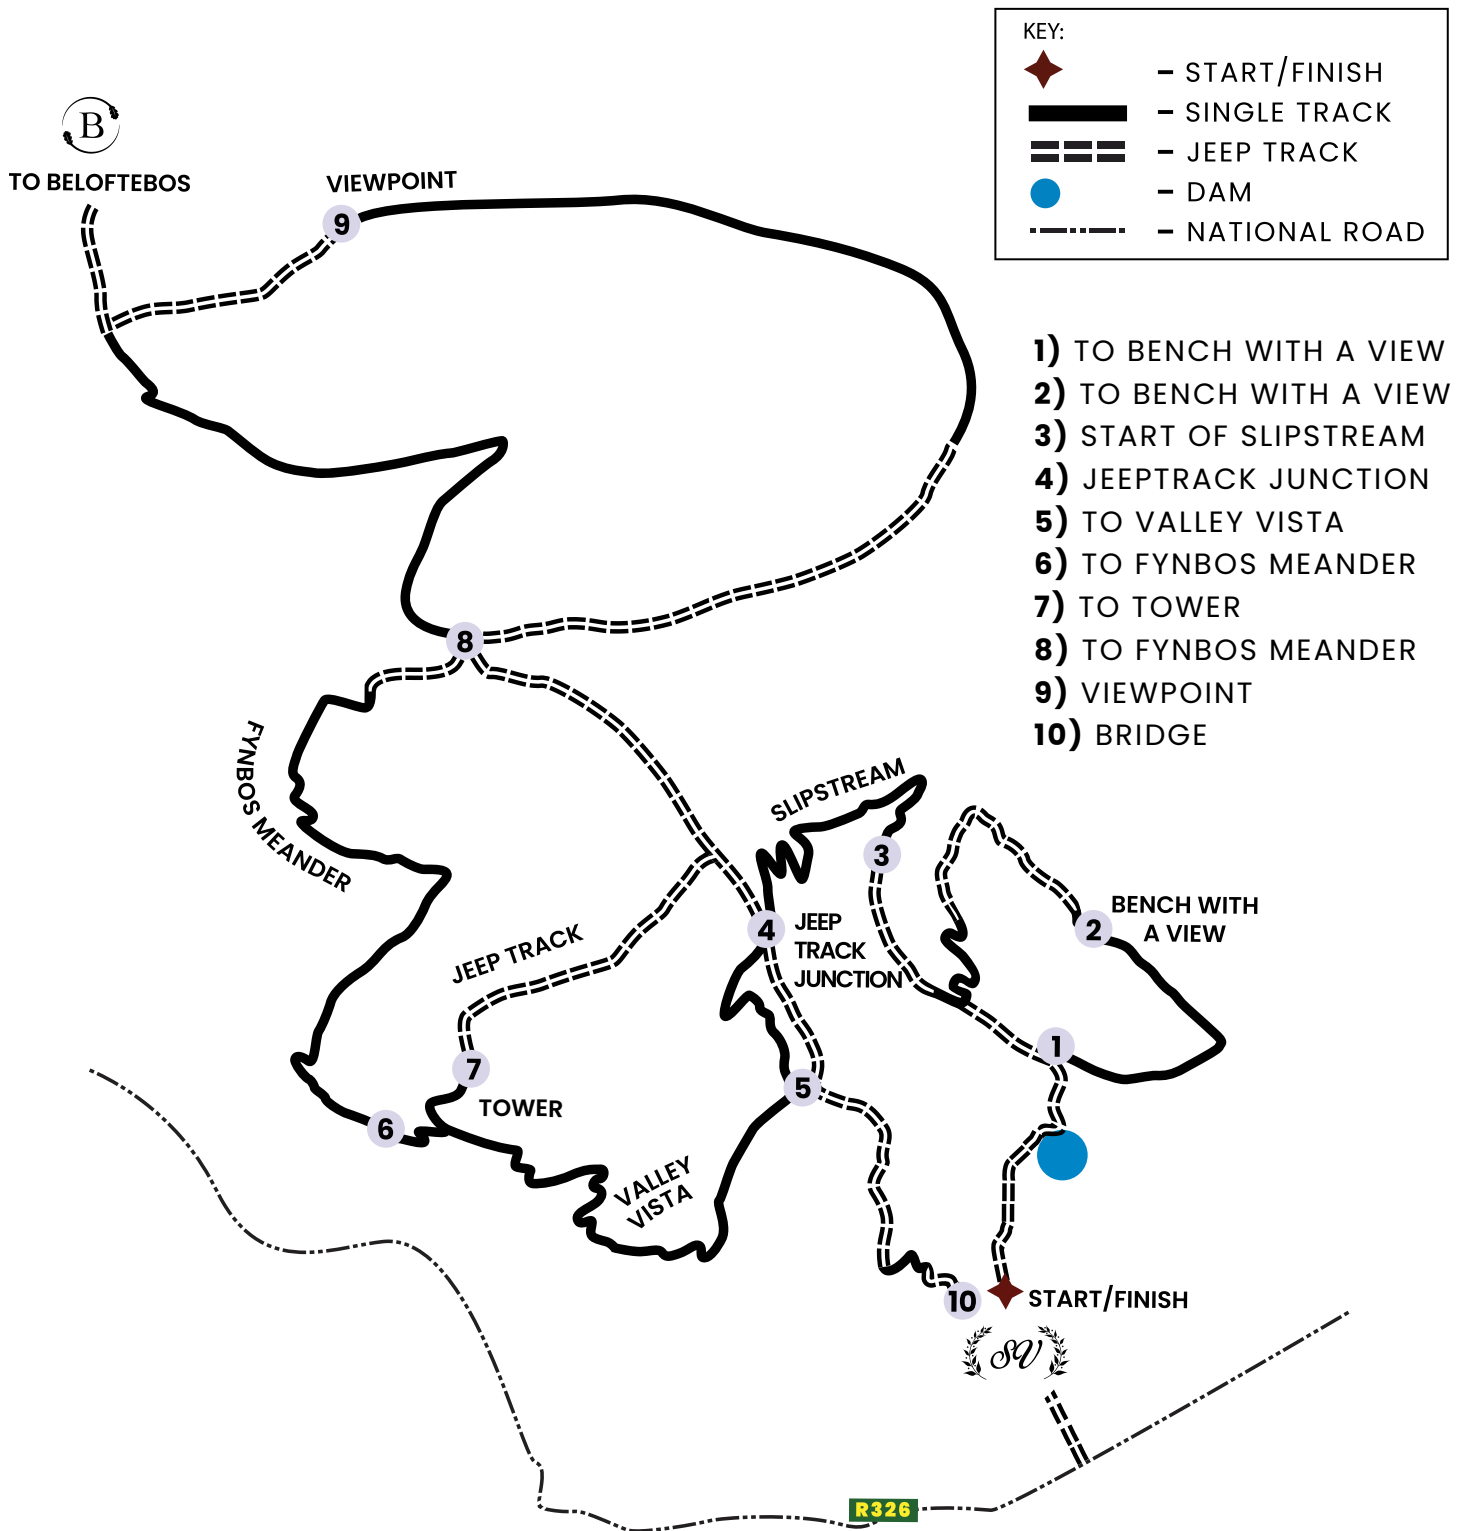 KEY:
– START/FINISH
– SINGLE TRACK
– JEEP TRACK
– DAM
– NATIONAL ROAD
B
TO BELOFTEBOS
VIEWPOINT
9
1) TO BENCH WITH A VIEW
2) TO BENCH WITH A VIEW
3) START OF SLIPSTREAM
4) JEEPTRACK JUNCTION
5) TO VALLEY VISTA
6) TO FYNBOS MEANDER
7) TO TOWER
8) TO FYNBOS MEANDER
9) VIEWPOINT
10) BRIDGE
8
FYNBOS MEANDER
SLIPSTREAM
3
4
JEEP
TRACK
JUNCTION
BENCH WITH
A VIEW
2
JEEP TRACK
1
7
TOWER
5
6
VALLEY
VISTA
10
START/FINISH
SV
R326